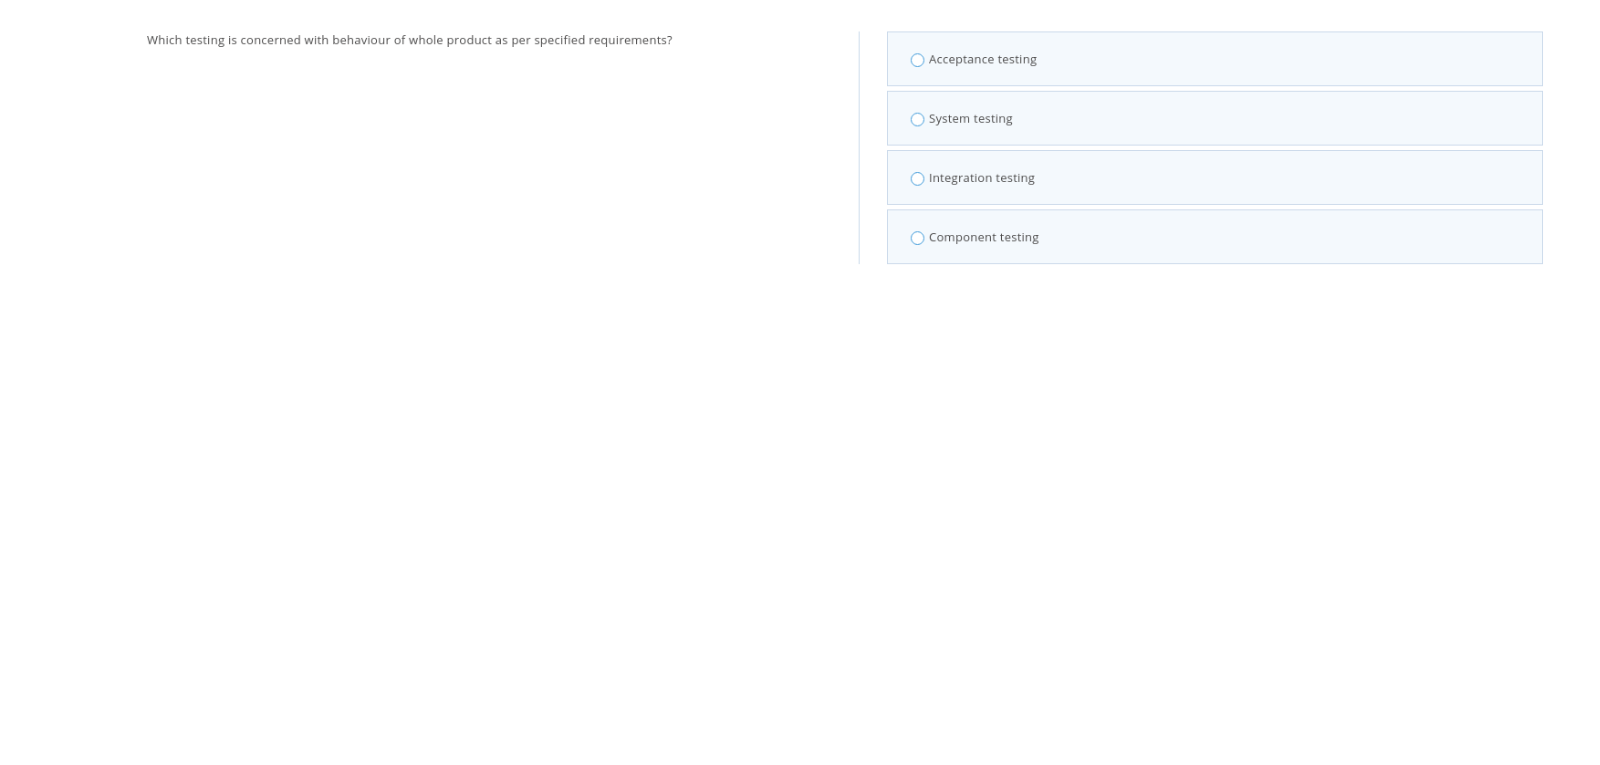 Which testing is concerned with behaviour of whole product as per specified requirements?
Acceptance testing
System testing
Integration testing
Component testing